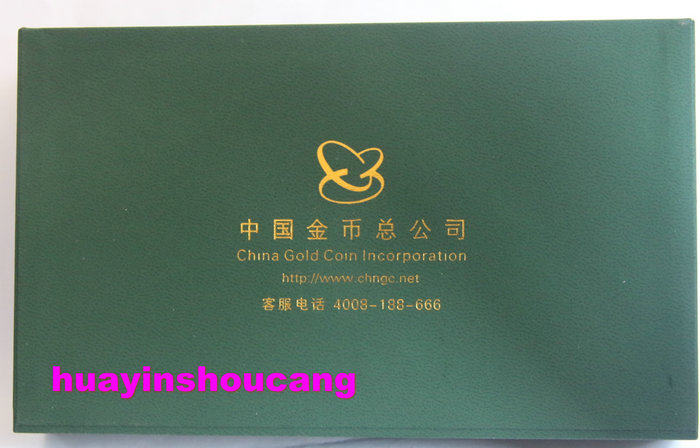 中国金币总公司
China Gold Coin Incorporation
http://www.chngc.net
客服电话 4008-188-666
huayinshoucang